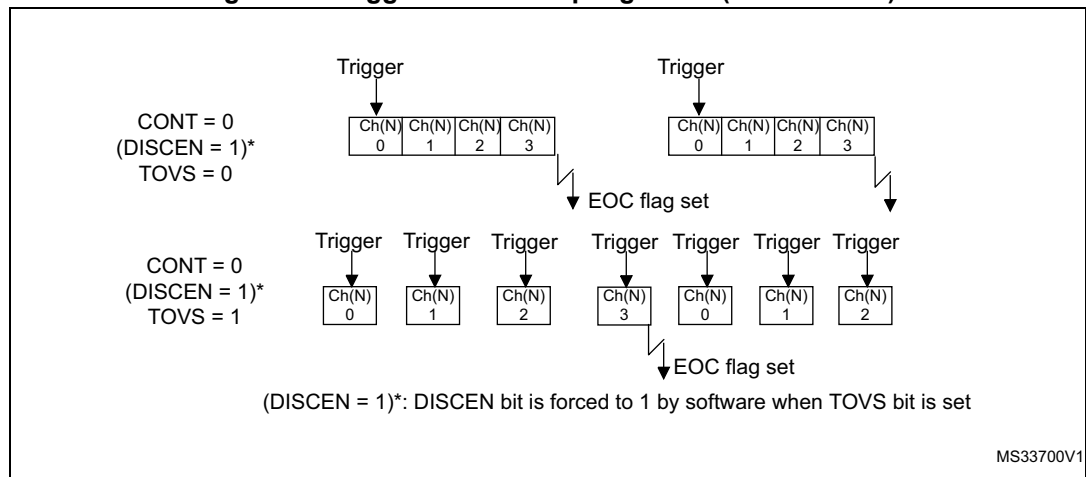 Trigger Trigger
CONT = 0
(DISCEN = 1)*
TOVS = 0
Ch(N) Ch(N) Ch(N) Ch(N)
0 1 2 3
Ch(N) Ch(N) Ch(N) Ch(N)
0 1 2 3
EOC flag set
Trigger Trigger Trigger Trigger Trigger Trigger Trigger
CONT = 0
(DISCEN = 1)*
TOVS = 1
Ch(N) Ch(N) Ch(N) Ch(N) Ch(N) Ch(N) Ch(N)
0 1 2 3 0 1 2
EOC flag set
(DISCEN = 1)*: DISCEN bit is forced to 1 by software when TOVS bit is set
MS33700V1